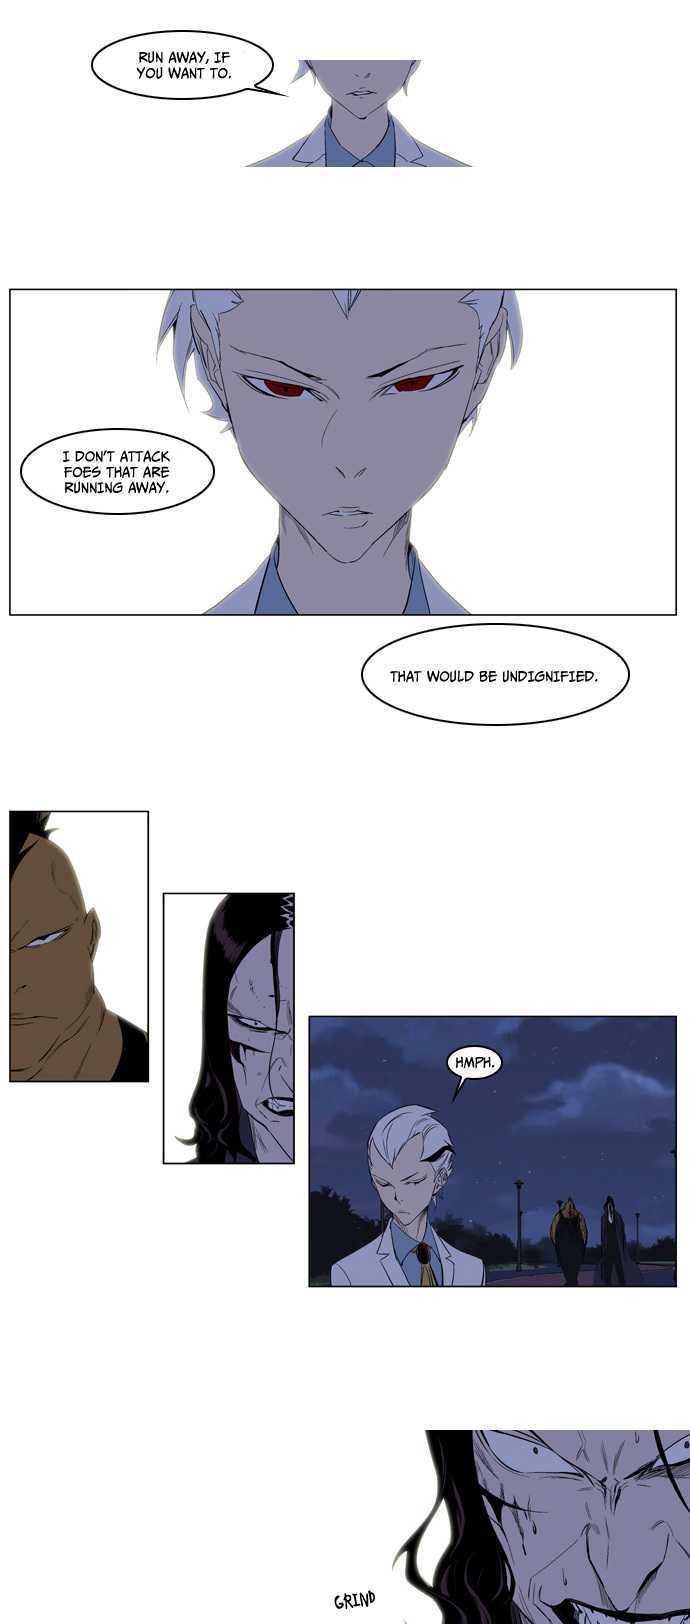 RUN AWAY, IF
YOU WANT TO.
I DON'T ATTACK
FOES THAT ARE
RUNNING AWAY.
THAT WOULD BE UNDIGNIFIED.
HMPH.
GRIND